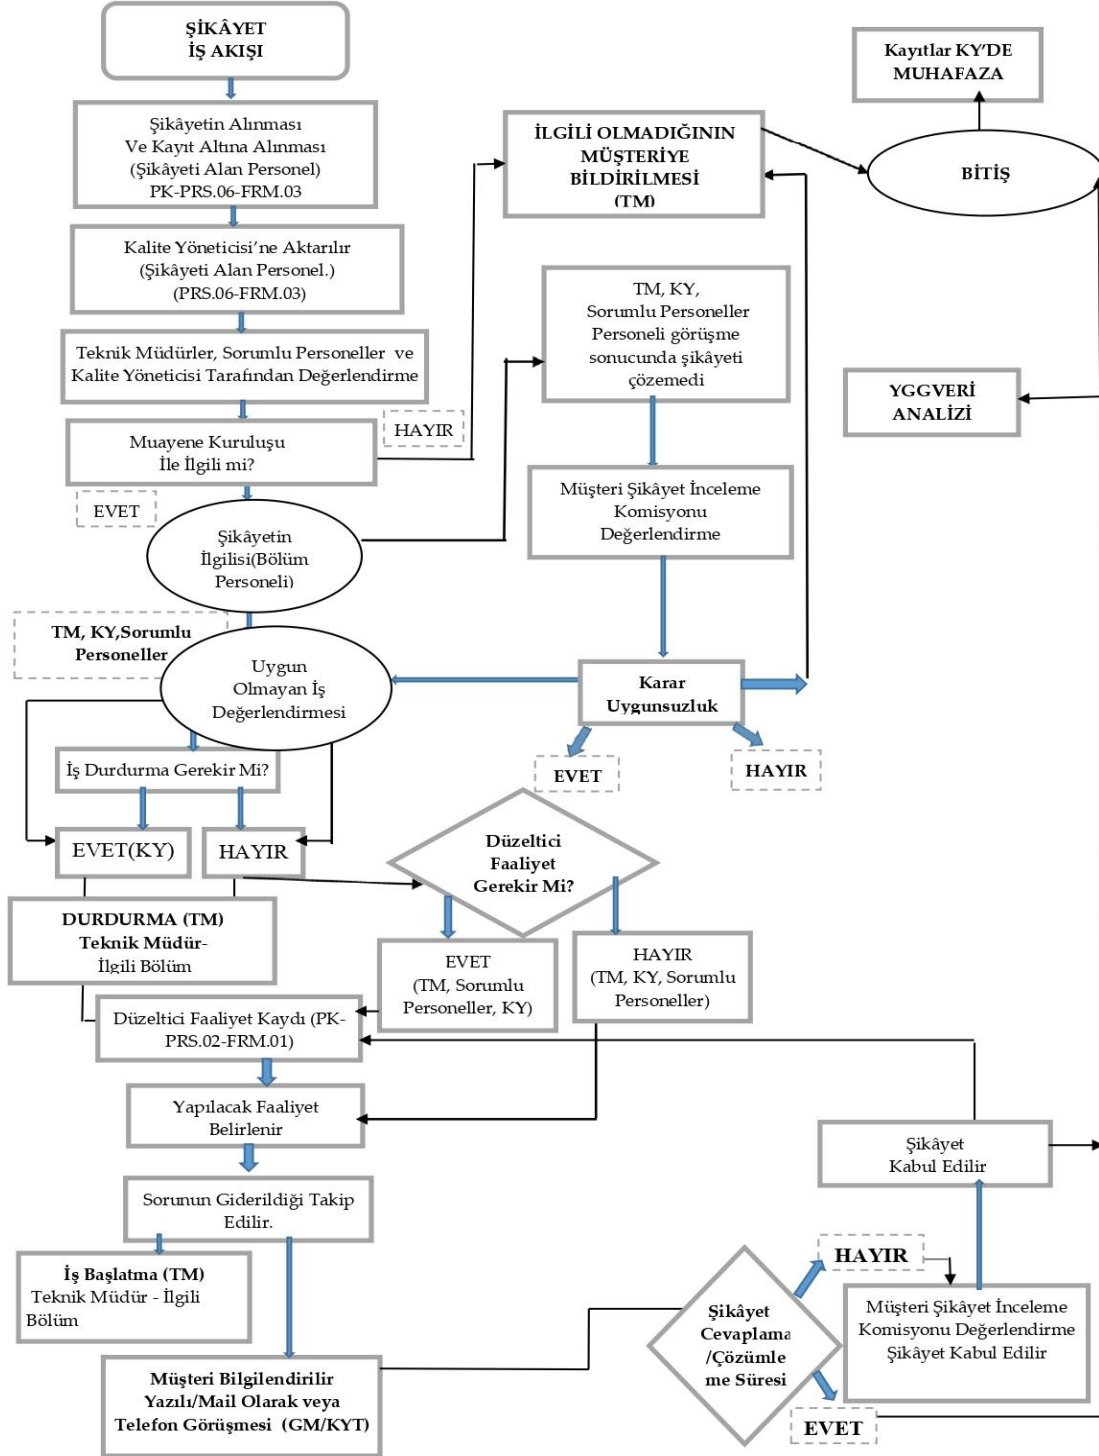 ŞİKÂYET
İŞ AKIŞI
Kayıtlar KY'DE
MUHAFAZA
Şikâyetin Alınması
Ve Kayıt Altına Alınması
(Şikâyeti Alan Personel)
PK-PRS.06-FRM.03
İLGİLİ OLMADIĞININ
MÜŞTERİYE
BİLDİRİLMESİ
(TM)
BİTİŞ
Kalite Yöneticisi'ne Aktarılır
(Şikâyeti Alan Personel.)
(PRS.06-FRM.03)
TM, KY,
Sorumlu Personeller
Personeli görüşme
sonucunda şikâyeti
çözemedi
Teknik Müdürler, Sorumlu Personeller ve
Kalite Yöneticisi Tarafından Değerlendirme
YGGVERİ
ANALİZİ
HAYIR
Muayene Kuruluşu
İle İlgili mi?
EVET
Müşteri Şikâyet İnceleme
Komisyonu
Değerlendirme
Şikâyetin
İlgilisi(Bölüm
Personeli)
TM, KY,Sorumlu
Personeller
Uygun
Olmayan İş
Değerlendirmesi
Karar
Uygunsuzluk
İş Durdurma Gerekir Mi?
EVET
HAYIR
EVET(KY)
HAYIR
Düzeltici
Faaliyet
Gerekir Mi?
DURDURMA (TM)
Teknik Müdür-
İlgili Bölüm
EVET
(TM, Sorumlu
Personeller, KY)
HAYIR
(TM, KY, Sorumlu
Personeller)
Düzeltici Faaliyet Kaydı (PK-
PRS.02-FRM.01)
Yapılacak Faaliyet
Belirlenir
Şikâyet
Kabul Edilir
Sorunun Giderildiği Takip
Edilir.
HAYIR
İş Başlatma (TM)
Teknik Müdür - İlgili
Bölüm
Şikâyet
Cevaplama
/Çözümle
me Süresi
Müşteri Şikâyet İnceleme
Komisyonu Değerlendirme
Şikâyet Kabul Edilir
Müşteri Bilgilendirilir
Yazılı/Mail Olarak veya
Telefon Görüşmesi (GM/KYT)
EVET